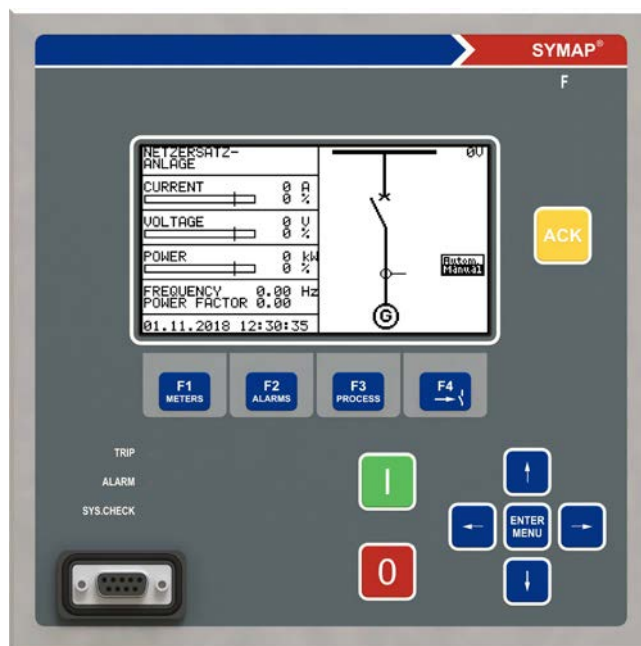 SYMAP®
F
NETZERSATZ-
ANLAGE
0V
CURRENT 0 A
0 %
VOLTAGE 0 V
0 %
POWER 0 kW
0 %
Autom.
Manual
FREQUENCY 0.00 Hz
POWER FACTOR 0.00
01.11.2018 12:30:35
G
ACK
F1
METERS
F2
ALARMS
F3
PROCESS
F4
TRIP
ALARM
SYS.CHECK
I
0
ENTER
MENU